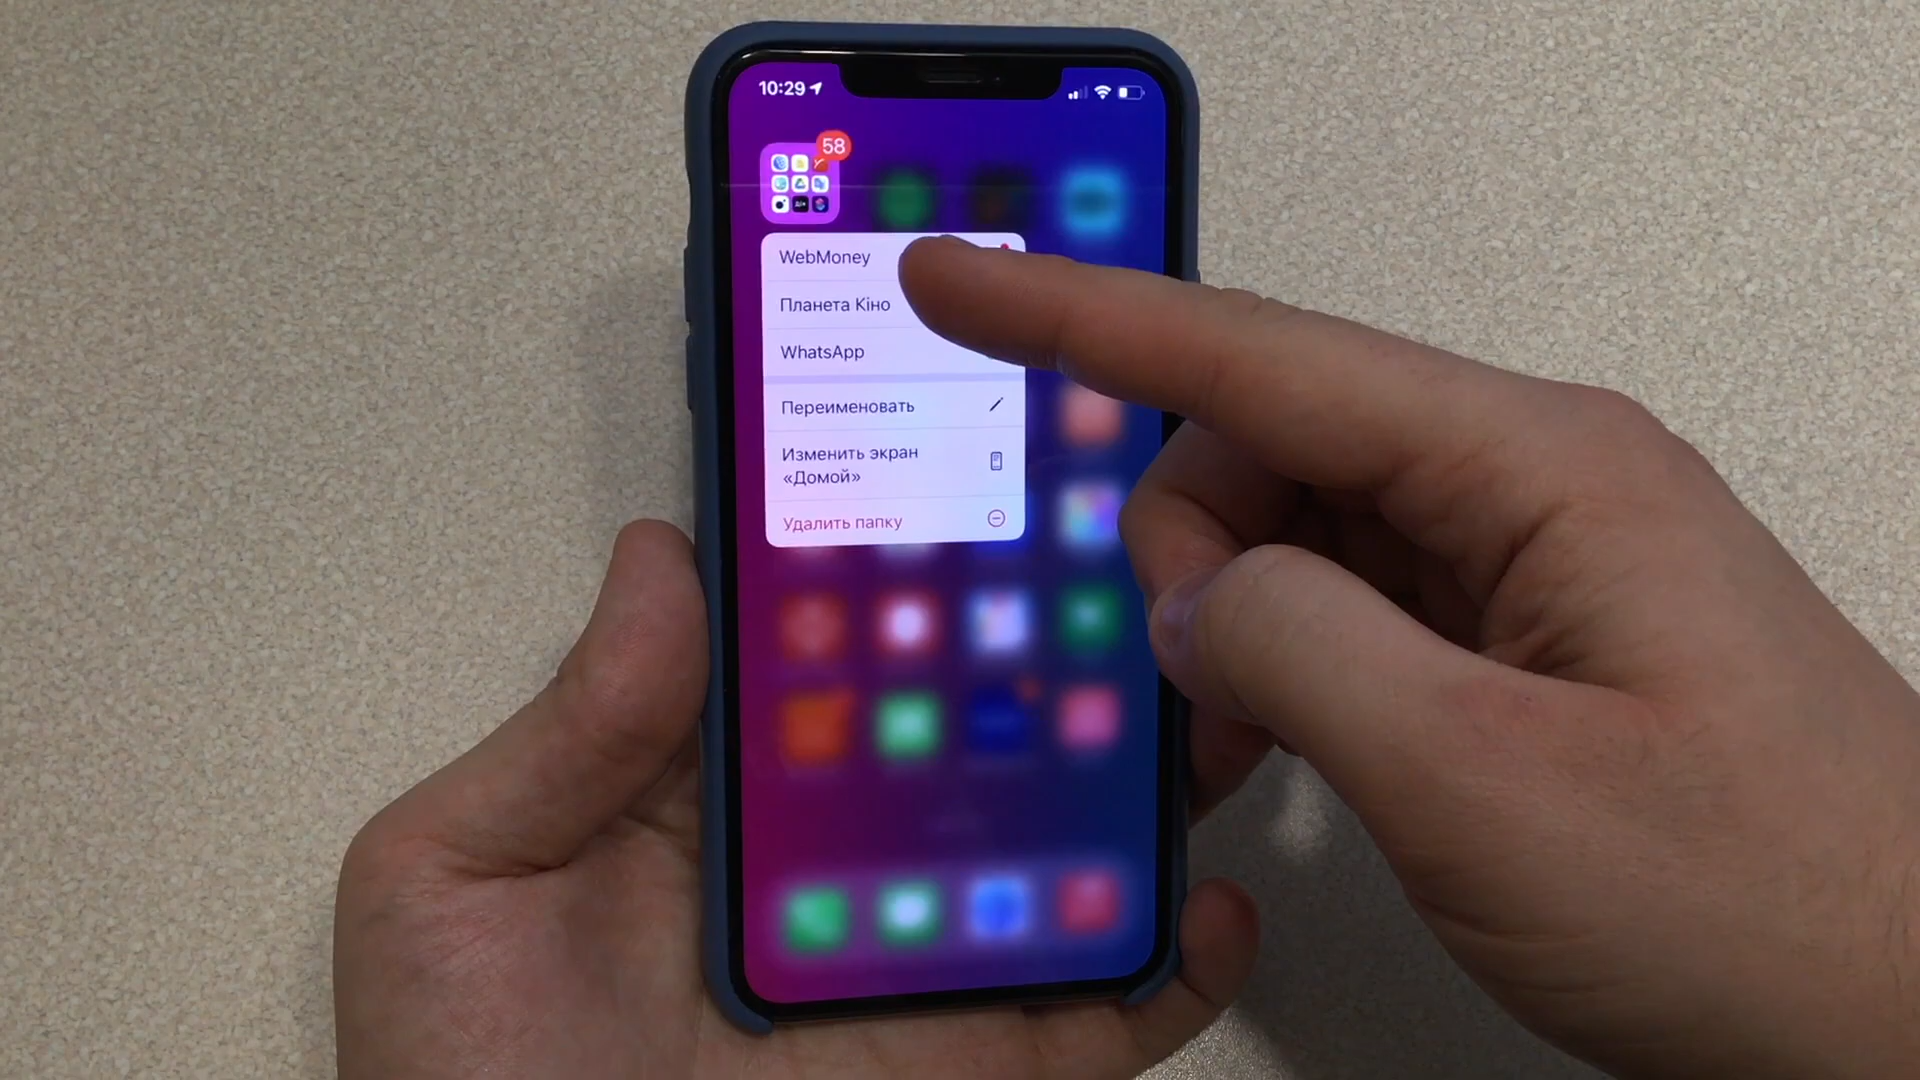 10:29
58
WebMoney
Планета Кіно
WhatsApp
Переименовать
Изменить экран
«Домой»
Удалить папку